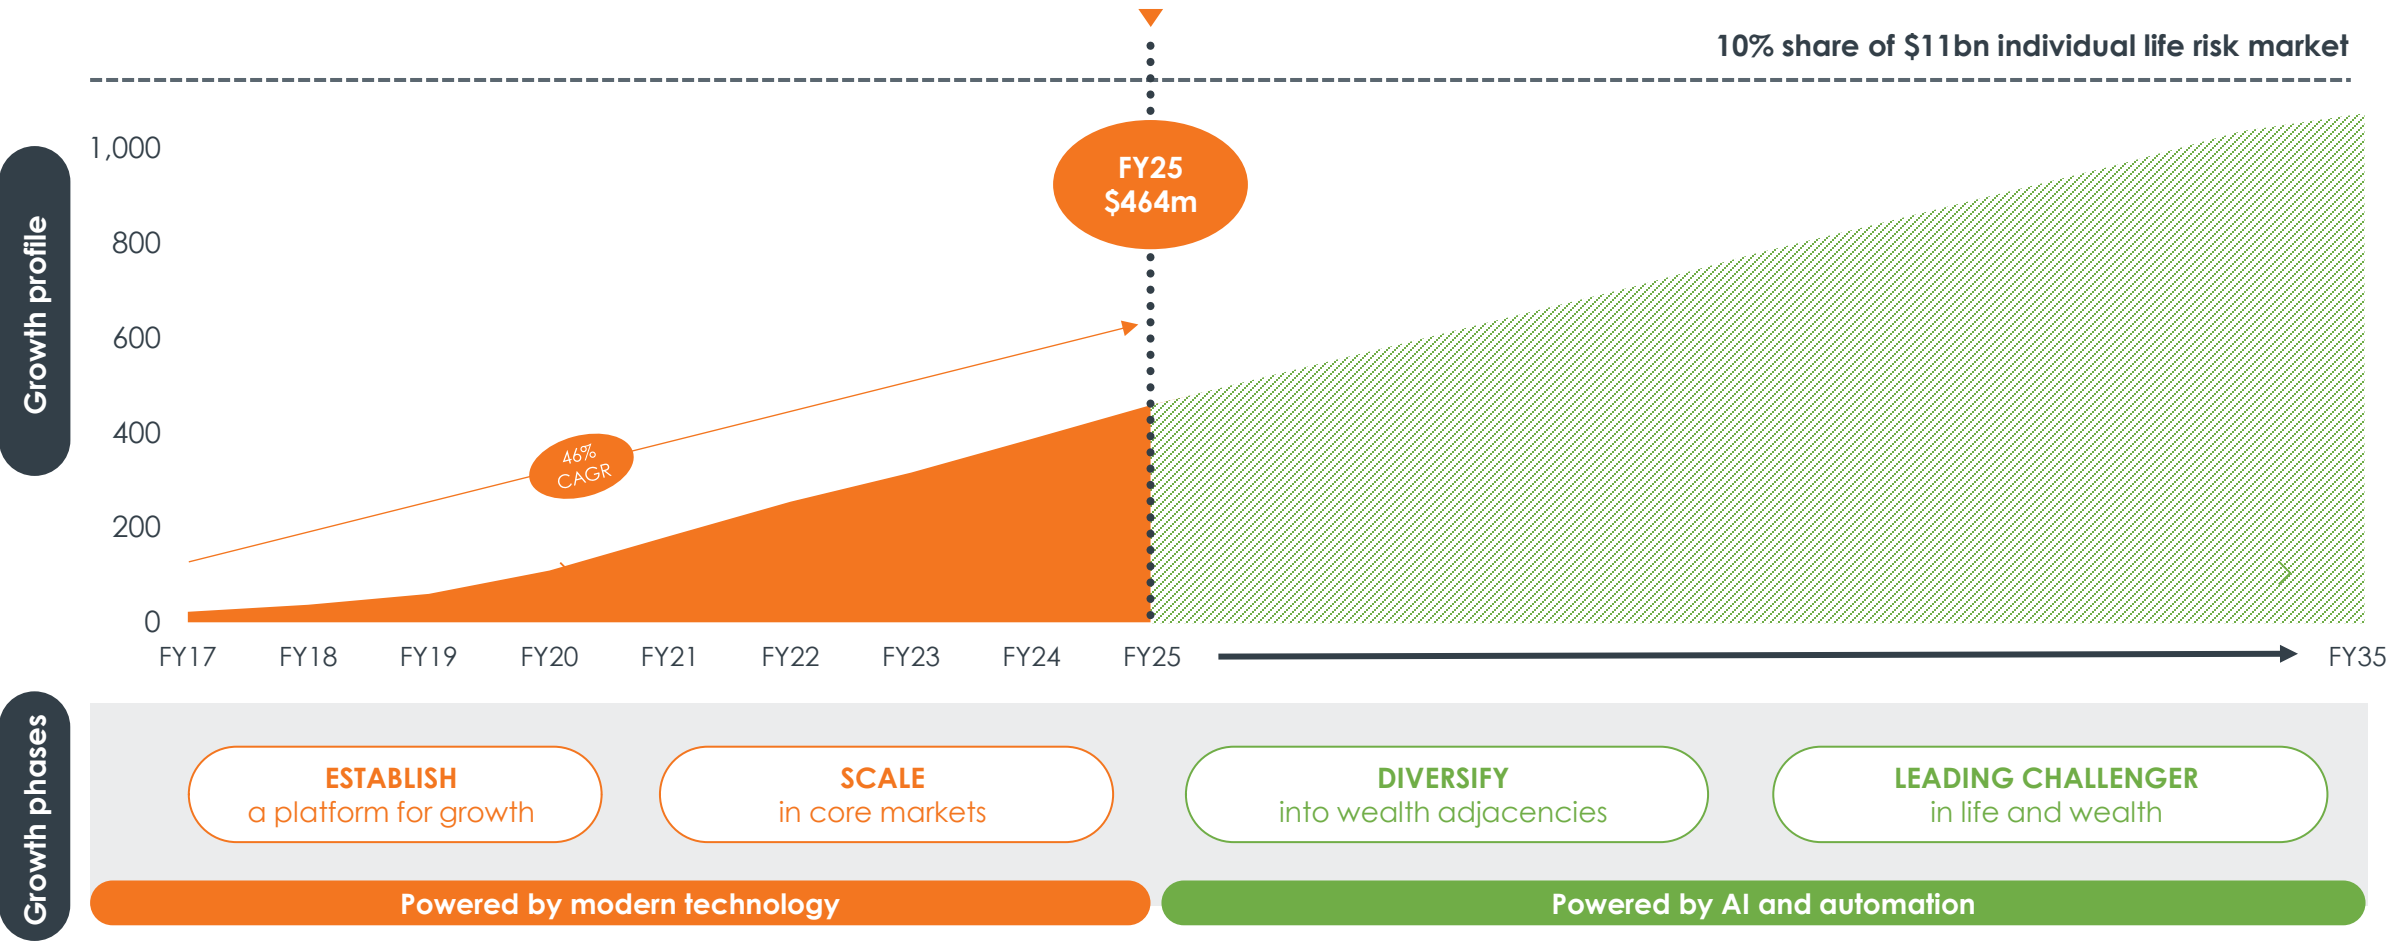 10% share of $11bn individual life risk market
Growth profile
1,000
800
600
400
200
0
FY25
$464m
46%
CAGR
FY17 FY18 FY19 FY20 FY21 FY22 FY23 FY24 FY25 FY35
Growth phases
ESTABLISH
a platform for growth
SCALE
in core markets
DIVERSIFY
into wealth adjacencies
LEADING CHALLENGER
in life and wealth
Powered by modern technology
Powered by AI and automation